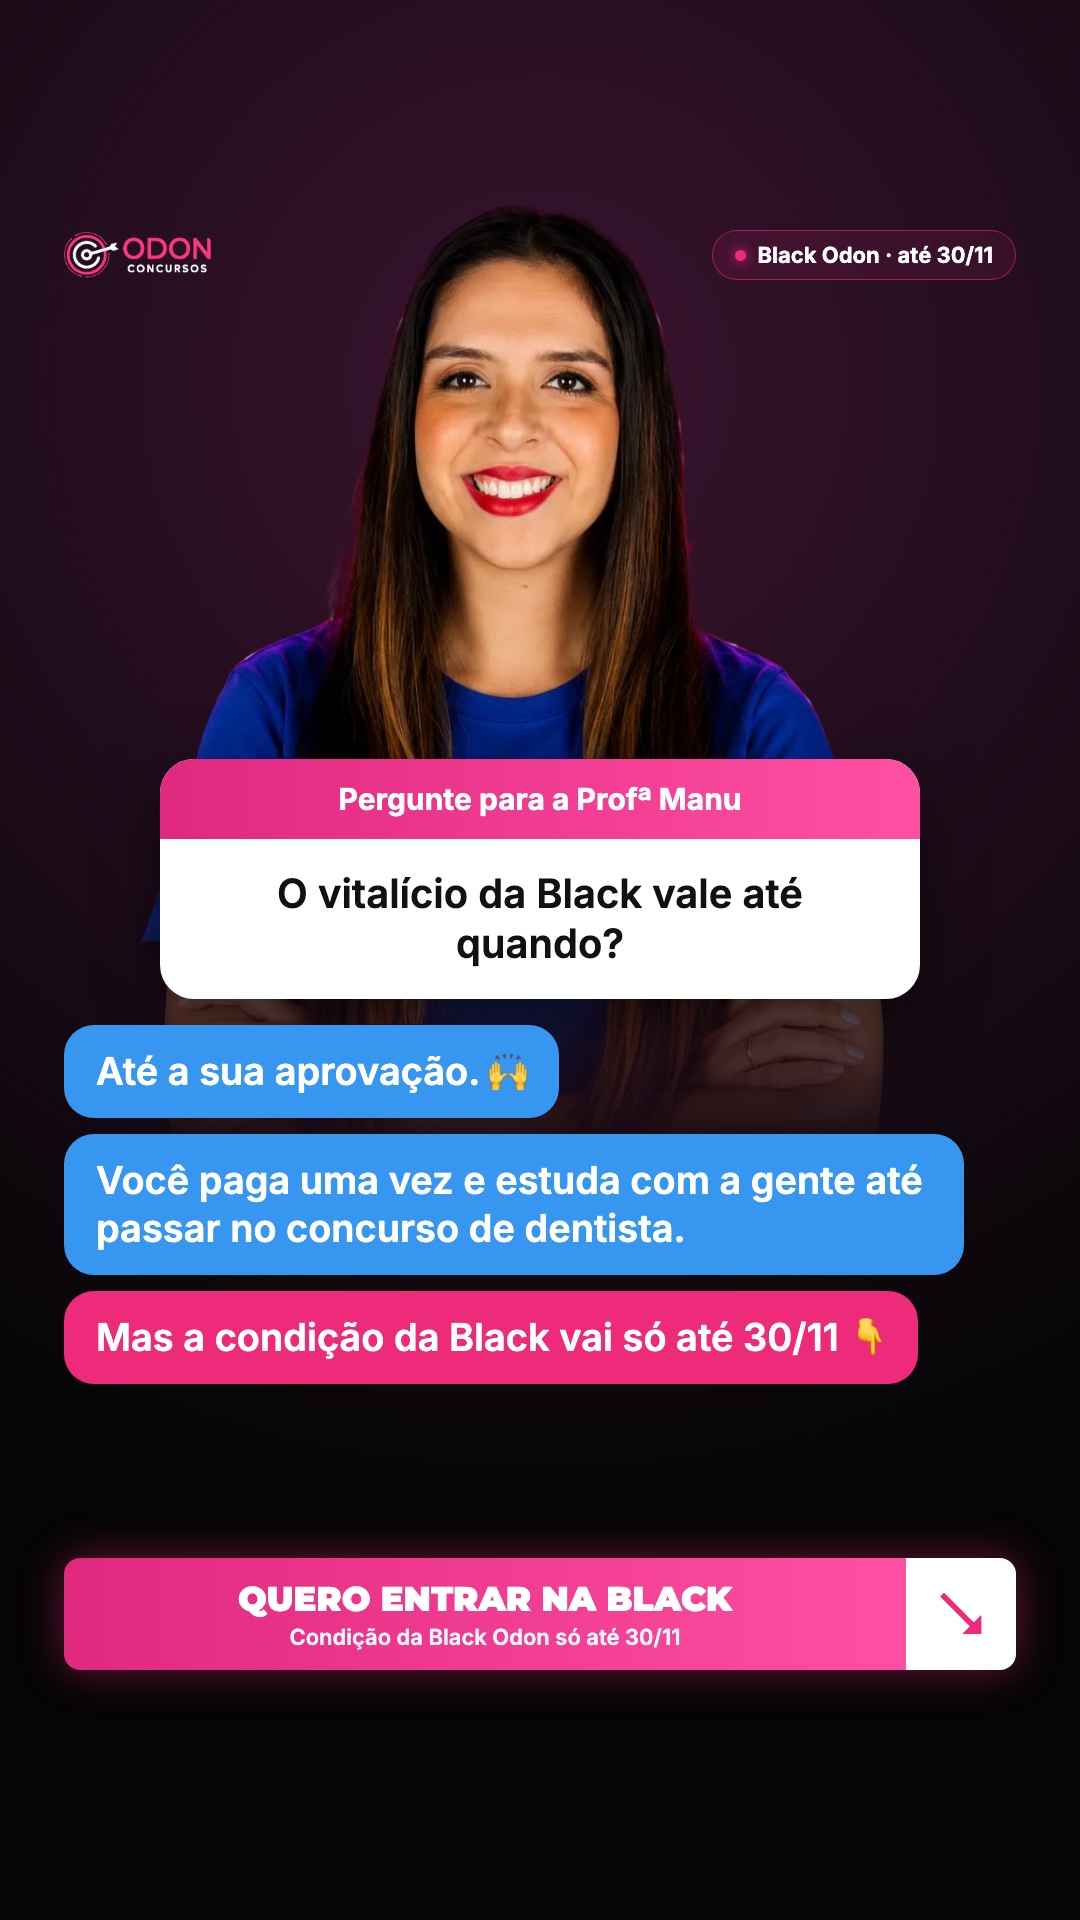 ODON
CONCURSOS
Black Odon · até 30/11
Pergunte para a Profª Manu
O vitalício da Black vale até
quando?
Até a sua aprovação. 🙌
Você paga uma vez e estuda com a gente até
passar no concurso de dentista.
Mas a condição da Black vai só até 30/11 👇
QUERO ENTRAR NA BLACK
Condição da Black Odon só até 30/11